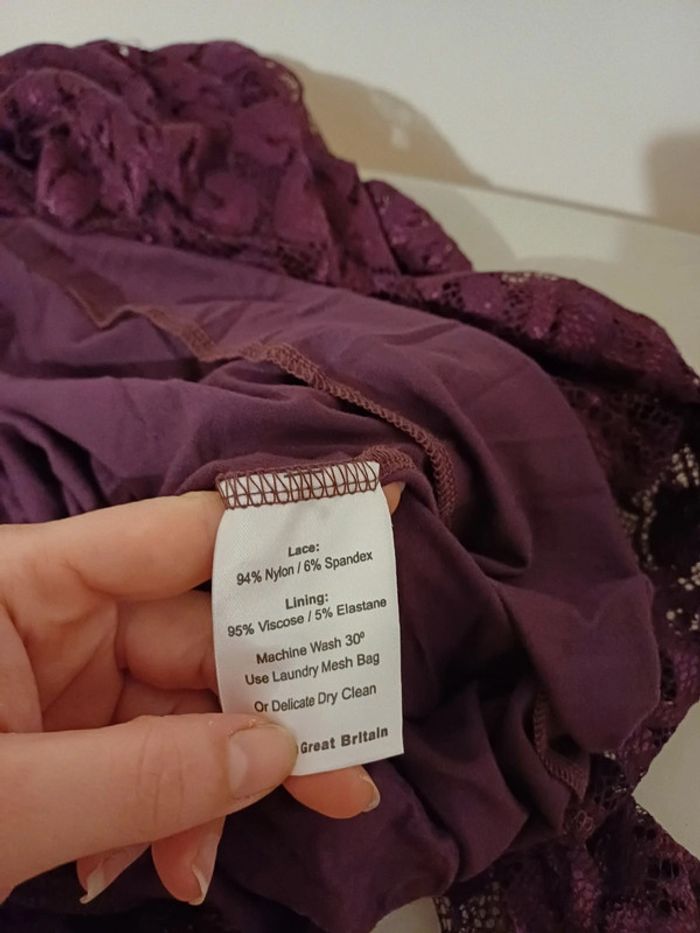 Lace:
94% Nylon / 6% Spandex
Lining:
95% Viscose / 5% Elastane
Machine Wash 30º
Use Laundry Mesh Bag
Or Delicate Dry Clean
Great Britain